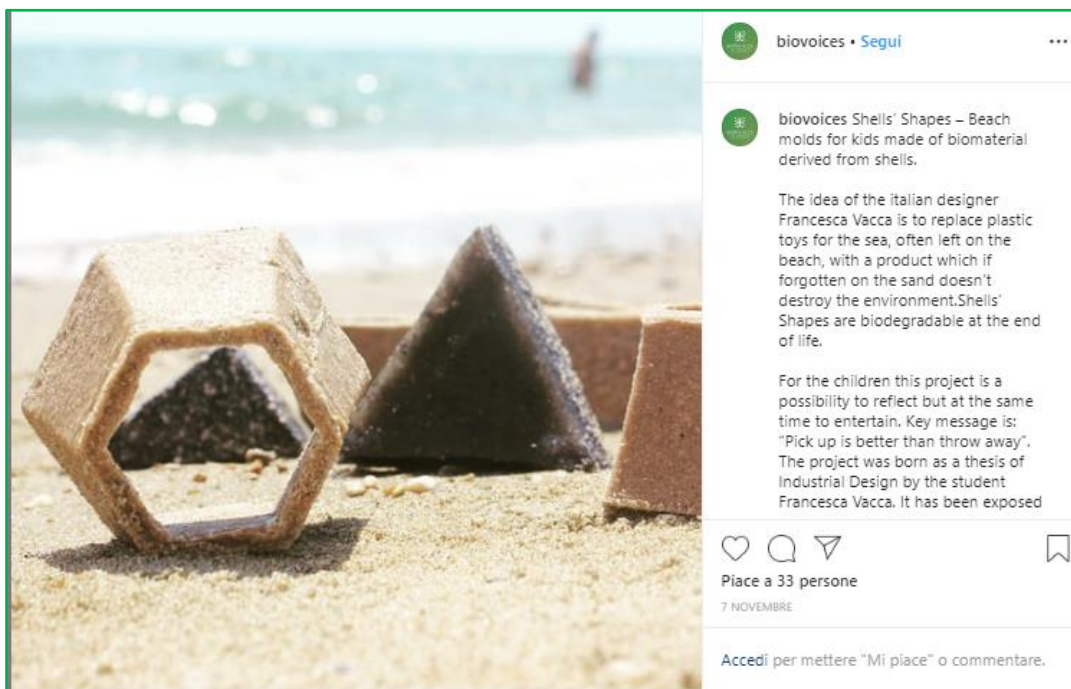 biovoices • Segui
biovoices Shells' Shapes – Beach
molds for kids made of biomaterial
derived from shells.
The idea of the italian designer
Francesca Vacca is to replace plastic
toys for the sea, often left on the
beach, with a product which if
forgotten on the sand doesn't
destroy the environment.Shells'
Shapes are biodegradable at the end
of life.
For the children this project is a
possibility to reflect but at the same
time to entertain. Key message is:
"Pick up is better than throw away".
The project was born as a thesis of
Industrial Design by the student
Francesca Vacca. It has been exposed
Piace a 33 persone
7 NOVEMBRE
Accedi per mettere "Mi piace" o commentare.